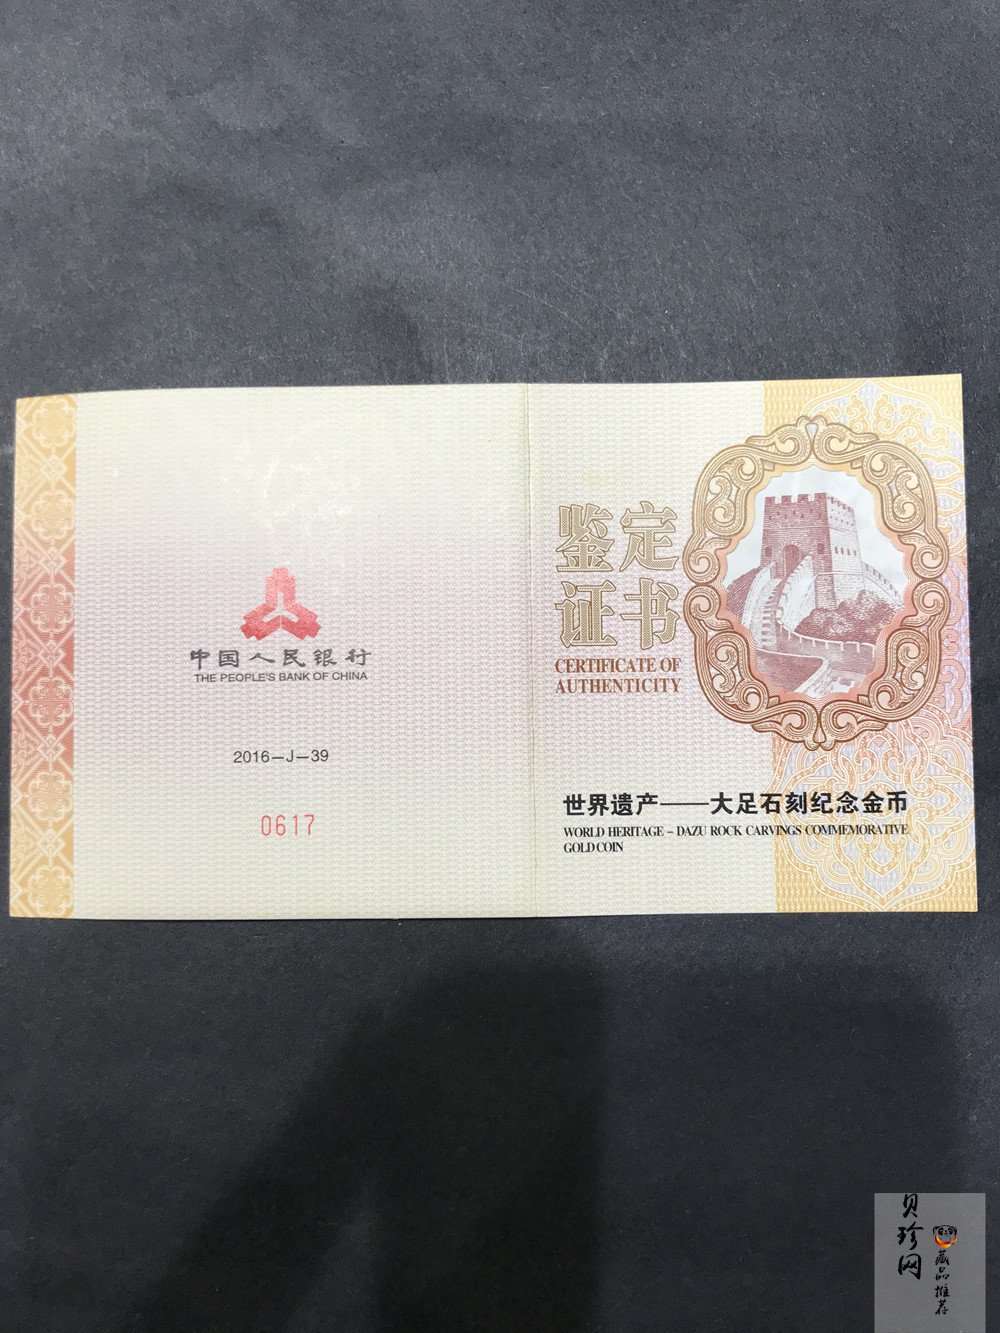 中国人民银行
THE PEOPLE'S BANK OF CHINA
2016—J—39
0617
鉴定
证书
CERTIFICATE OF
AUTHENTICITY
世界遗产——大足石刻纪念金币
WORLD HERITAGE – DAZU ROCK CARVINGS COMMEMORATIVE
GOLD COIN
贝珍网
藏品推荐